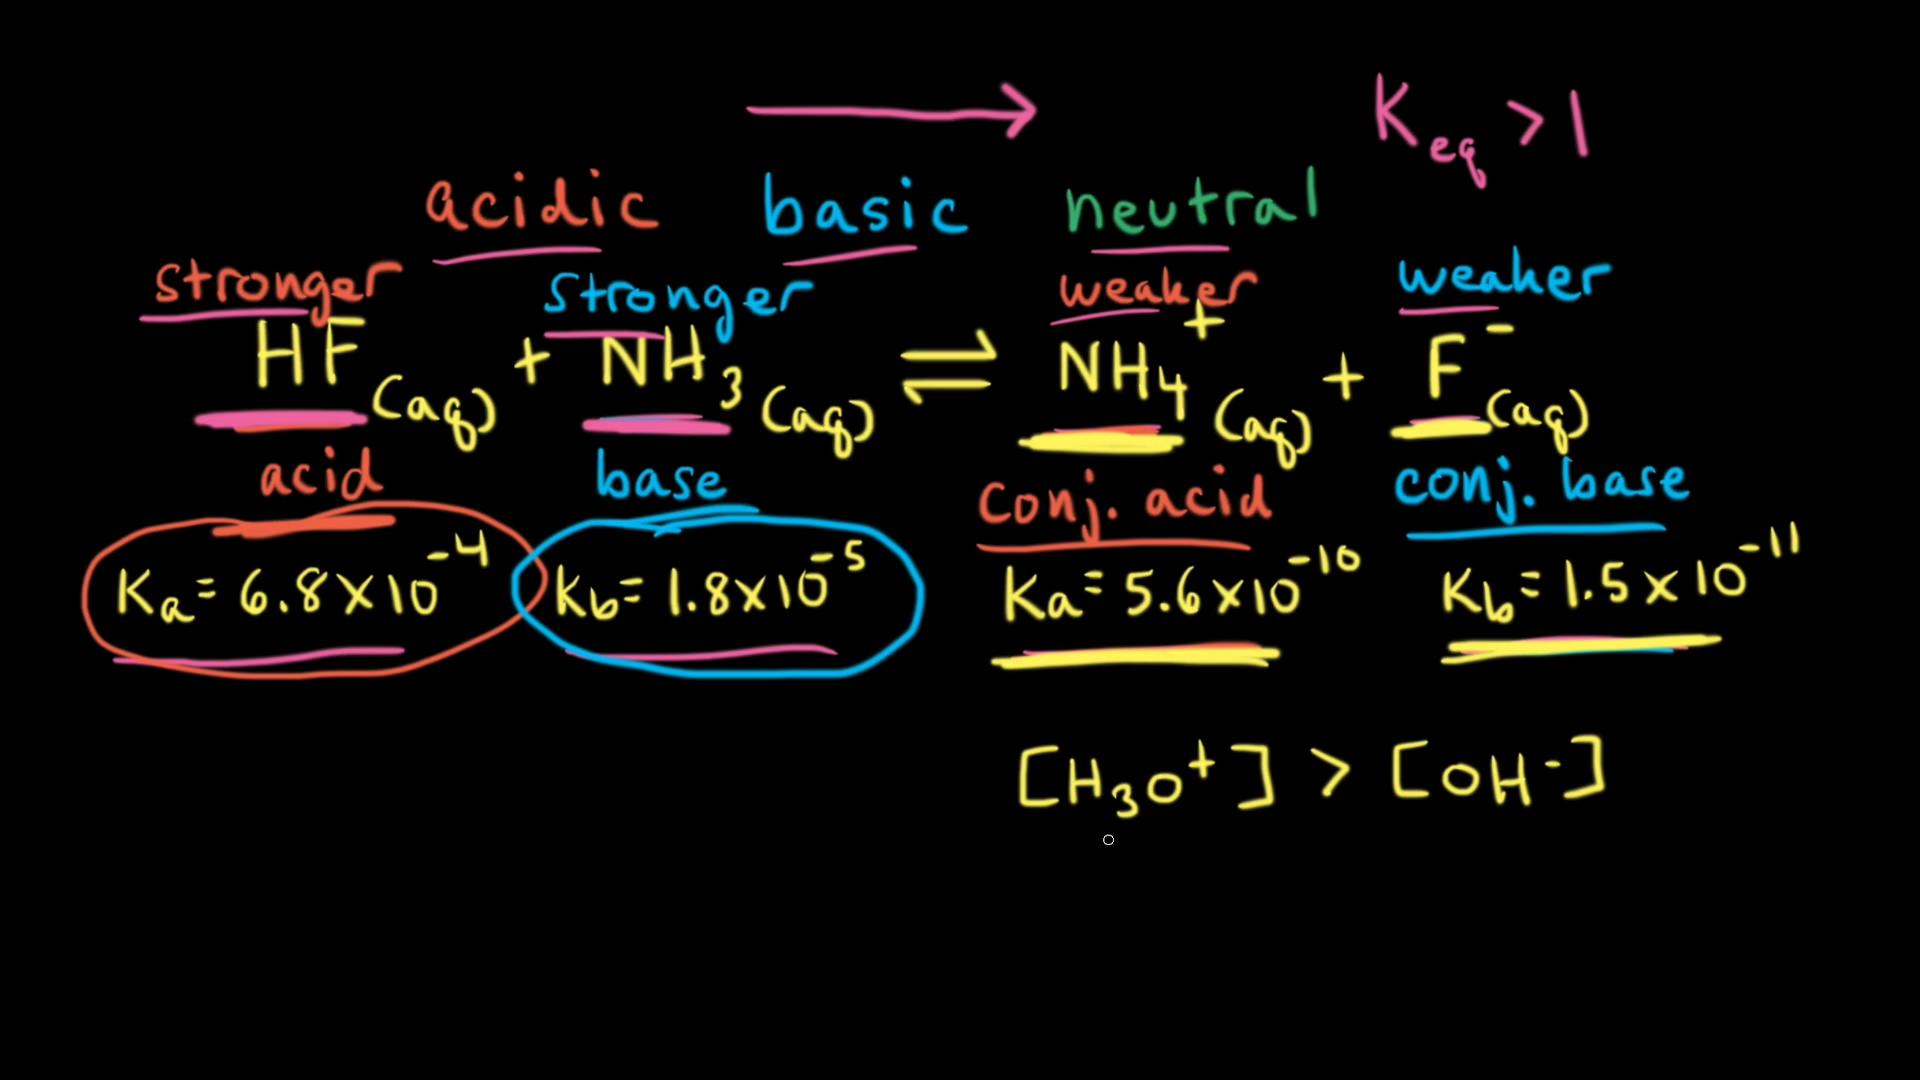 K_eq > 1
acidic basic neutral
stronger stronger weaker weaker
HF(aq) + NH₃(aq) ⇌ NH₄⁺(aq) + F⁻(aq)
acid base conj. acid conj. base
Ka = 6.8 x 10⁻⁴ Kb = 1.8 x 10⁻⁵ Ka = 5.6 x 10⁻¹⁰ Kb = 1.5 x 10⁻¹¹
[H₃O⁺] > [OH⁻]